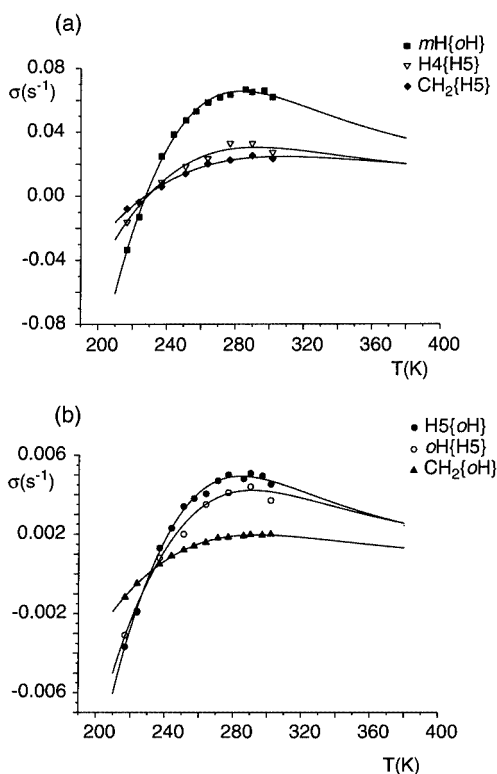 (a)
■ mH{oH}
▽ H4{H5}
◆ CH₂{H5}
0.08
σ(s⁻¹)
0.04
0.00
-0.04
-0.08
200 240 280 320 360 400
T(K)
(b)
● H5{oH}
○ oH{H5}
▲ CH₂{oH}
0.006
σ(s⁻¹)
0.002
-0.002
-0.006
200 240 280 320 360 400
T(K)